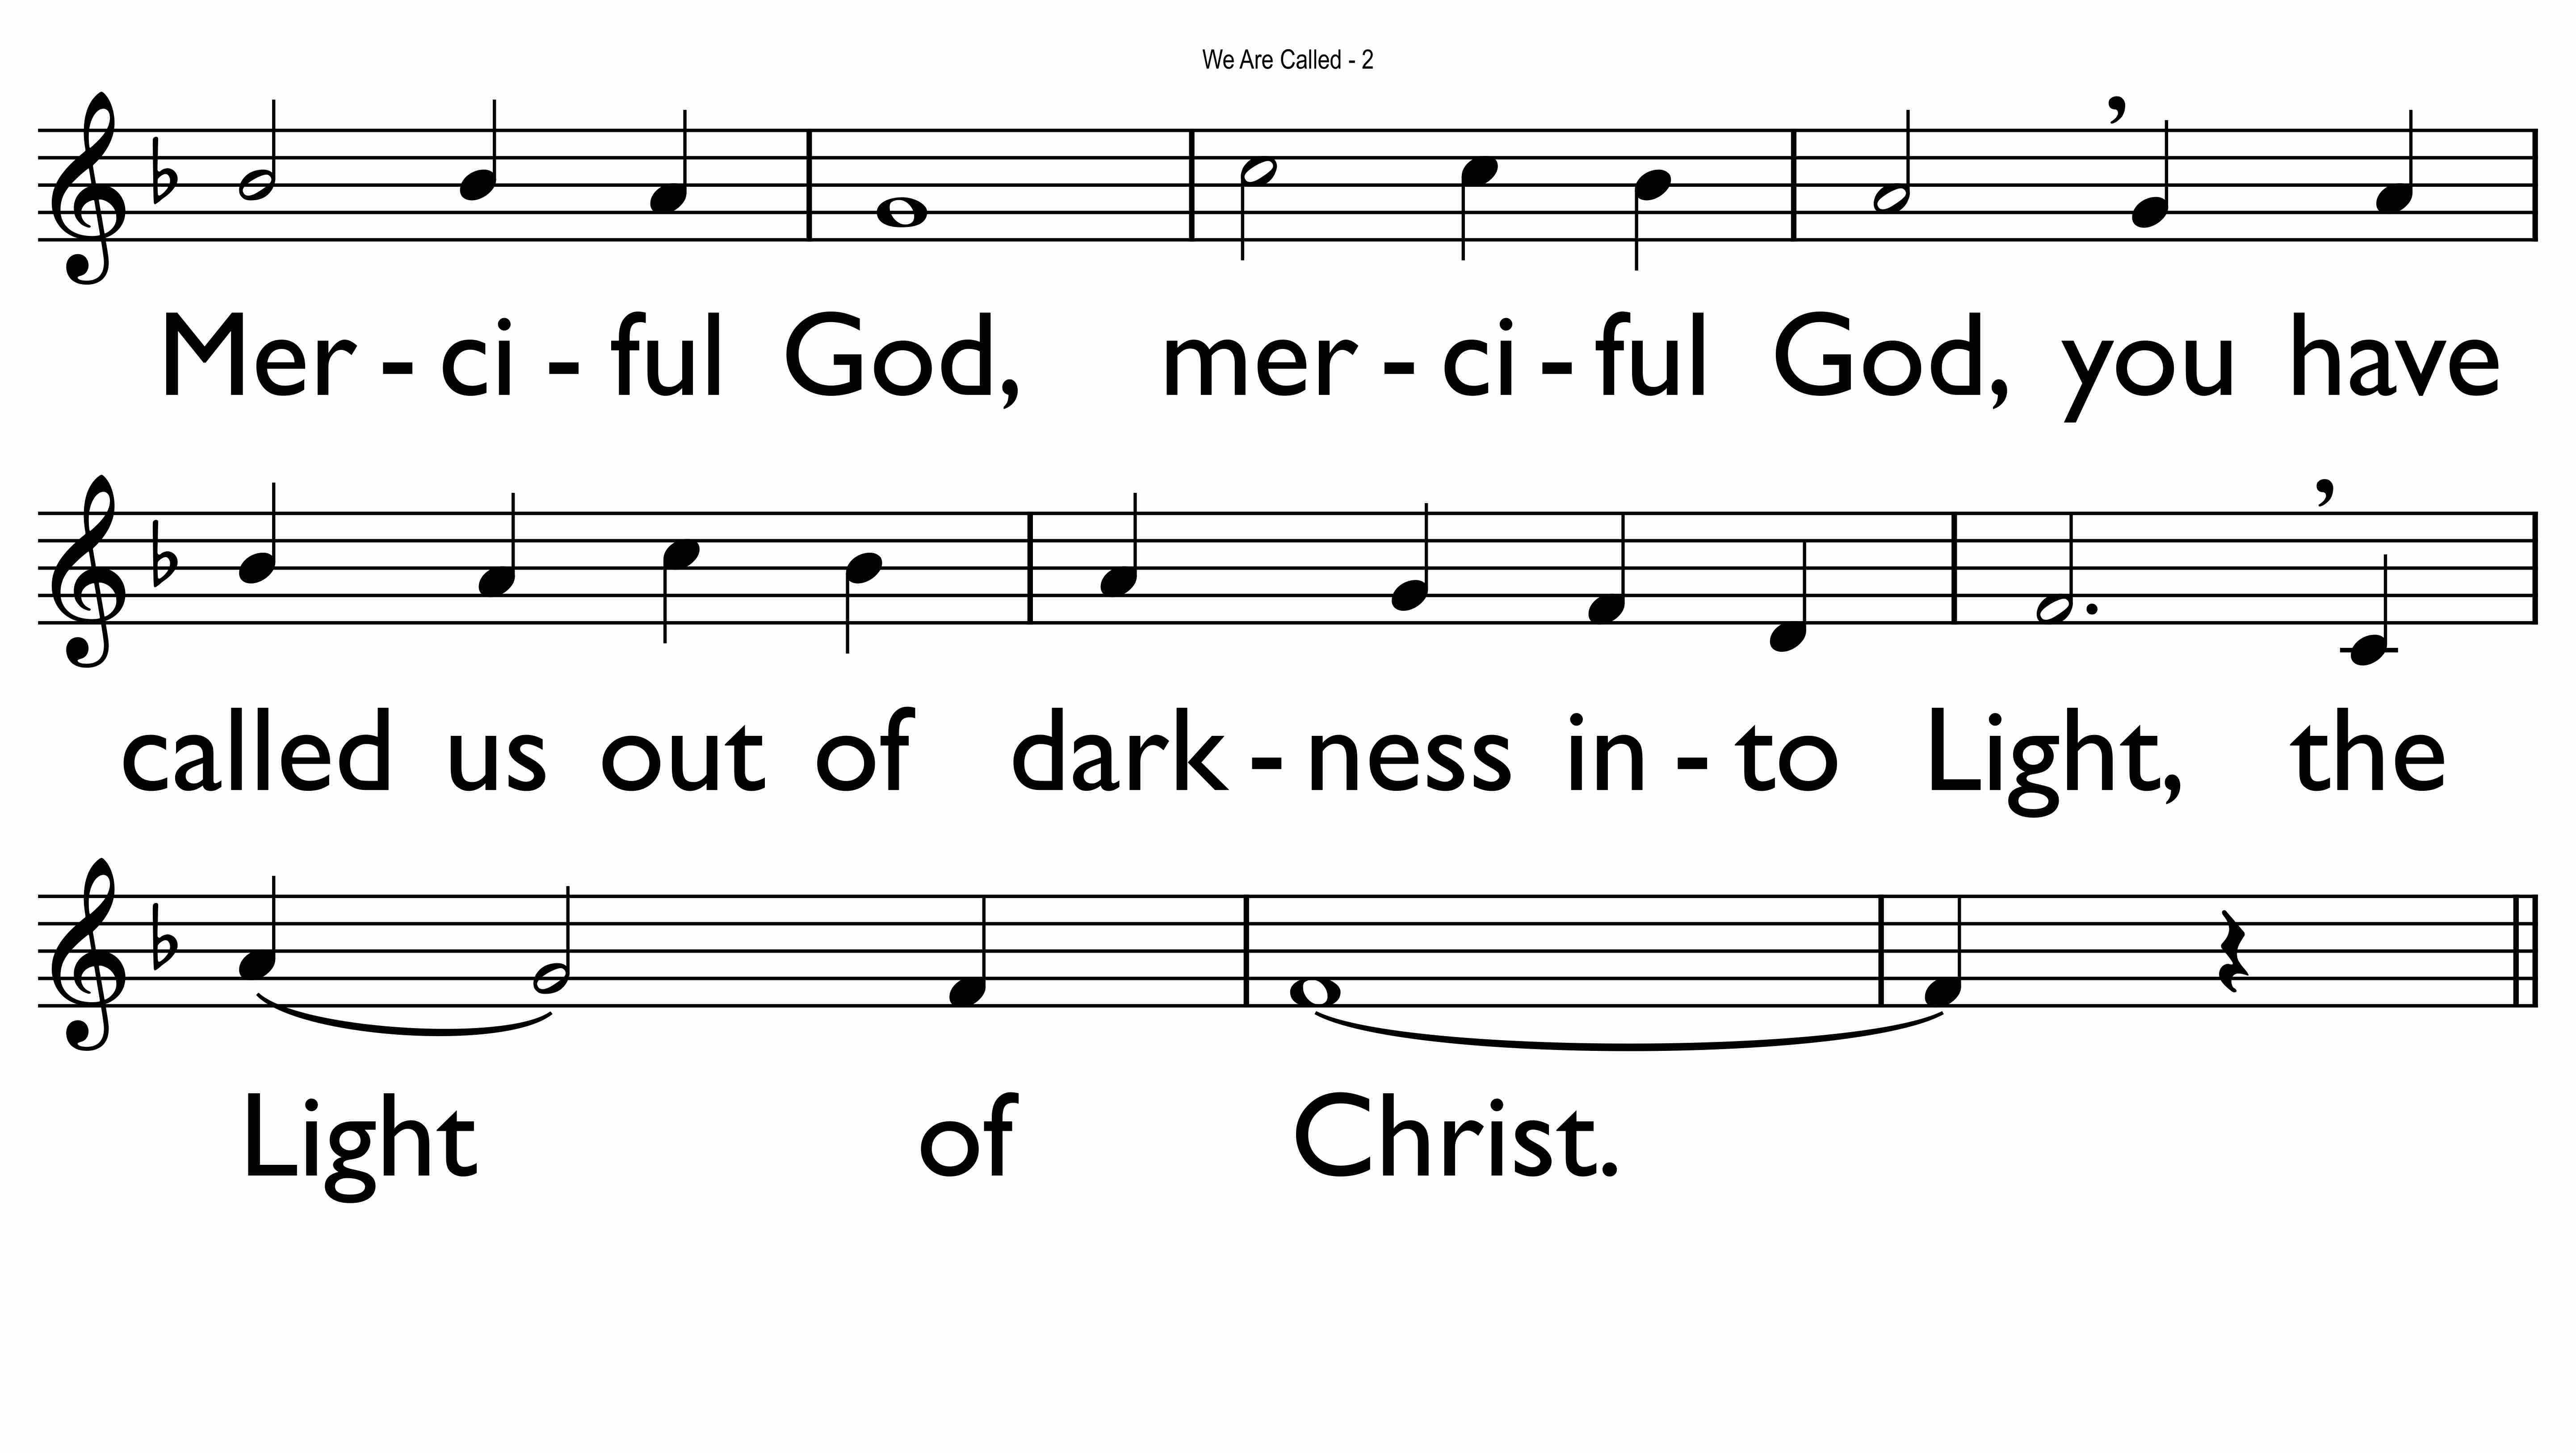 We Are Called - 2
Mer - ci - ful God, mer - ci - ful God, you have
called us out of dark - ness in - to Light, the
Light of Christ.